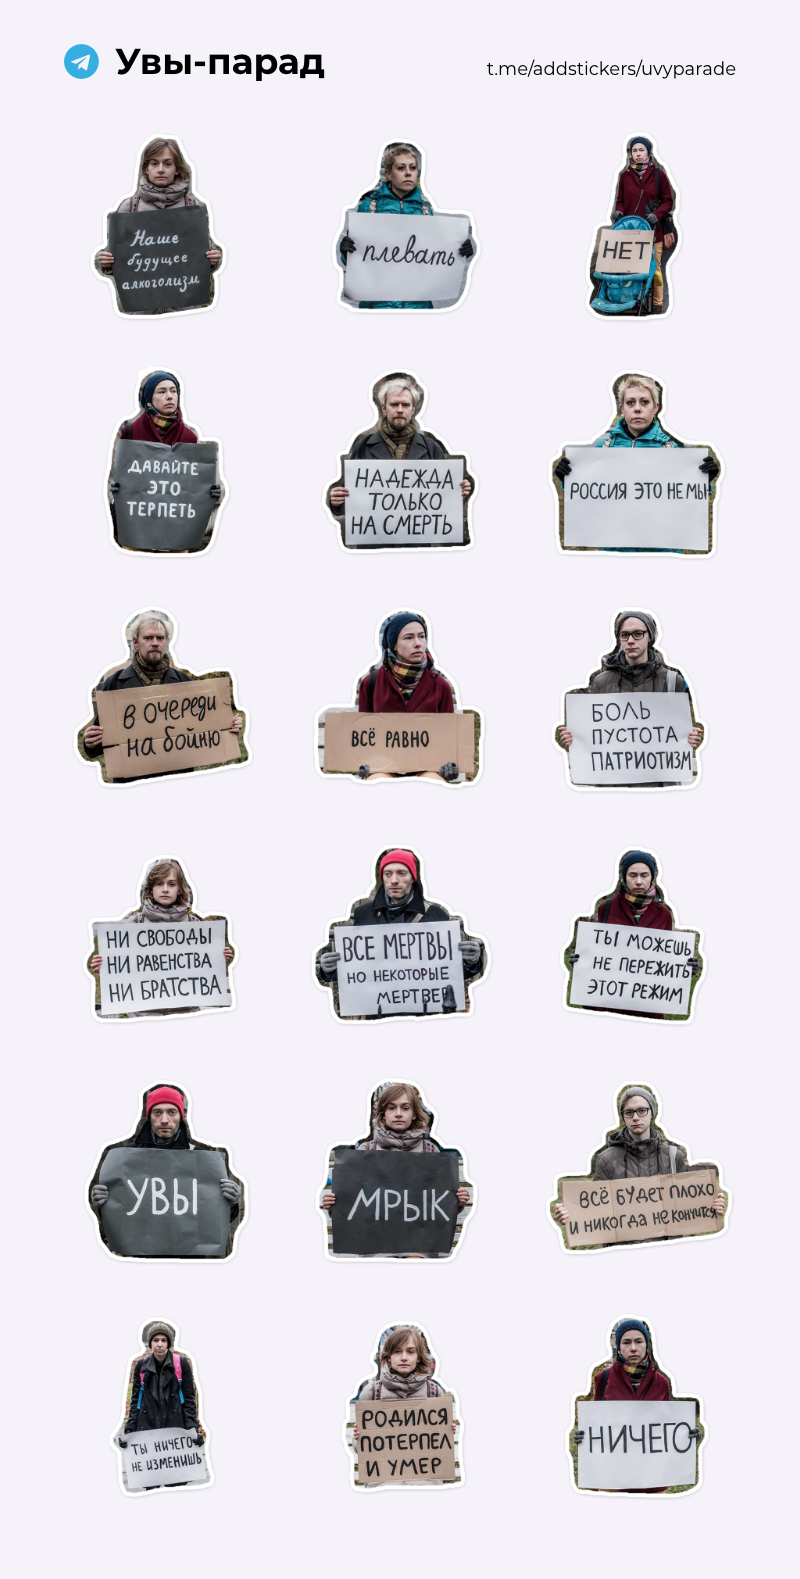 Увы-парад
t.me/addstickers/uvyparade
Наше
будущее
алкоголизм
плевать
НЕТ
ДАВАЙТЕ
ЭТО
ТЕРПЕТЬ
НАДЕЖДА
ТОЛЬКО
НА СМЕРТЬ
РОССИЯ ЭТО НЕ МЫ
В ОЧЕРЕДИ
НА БОЙНЮ
ВСЁ РАВНО
БОЛЬ
ПУСТОТА
ПАТРИОТИЗМ
НИ СВОБОДЫ
НИ РАВЕНСТВА
НИ БРАТСТВА
ВСЕ МЕРТВЫ
НО НЕКОТОРЫЕ
МЕРТВЕЕ
ТЫ МОЖЕШЬ
НЕ ПЕРЕЖИТЬ
ЭТОТ РЕЖИМ
УВЫ
МРЫК
ВСЁ БУДЕТ ПЛОХО
И НИКОГДА НЕ КОНЧИТСЯ
ТЫ НИЧЕГО
НЕ ИЗМЕНИШЬ
РОДИЛСЯ
ПОТЕРПЕЛ
И УМЕР
НИЧЕГО